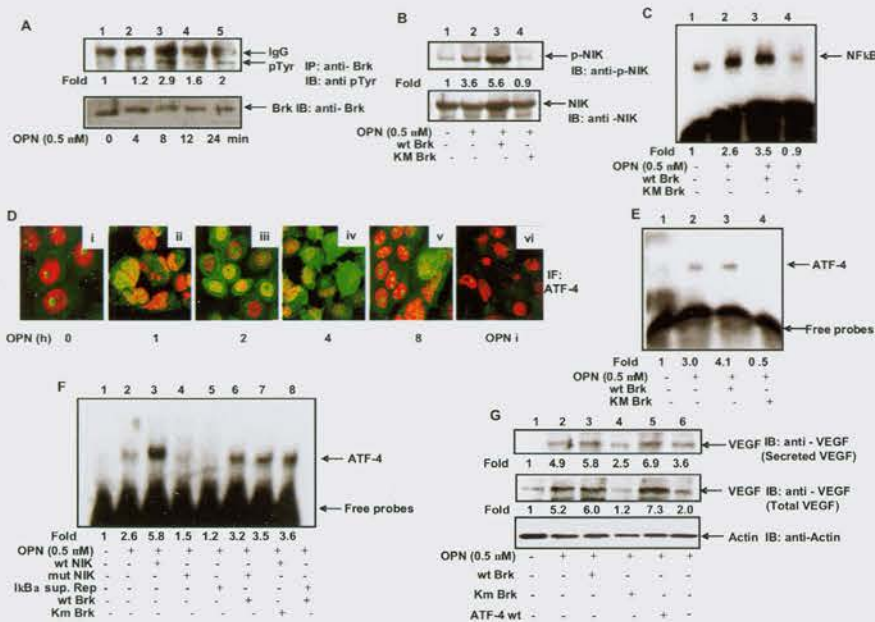 A
1 2 3 4 5
IgG
pTyr IP: anti- Brk
IB: anti pTyr
Fold 1 1.2 2.9 1.6 2
Brk IB: anti- Brk
OPN (0.5 mM) 0 4 8 12 24 min
B
1 2 3 4
p-NIK
IB: anti-p-NIK
Fold 1 3.6 5.6 0.9
NIK
IB: anti -NIK
OPN (0.5 mM) - + + +
wt Brk - - + -
KM Brk - - - +
C
1 2 3 4
NFkB
Fold 1 2.6 3.5 0.9
OPN (0.5 mM) - + + +
wt Brk - - + -
KM Brk - - - +
D
i ii iii iv v vi
IF:
ATF-4
OPN (h) 0 1 2 4 8 OPN i
E
1 2 3 4
ATF-4
Free probes
Fold 1 3.0 4.1 0.5
OPN (0.5 mM) - + + +
wt Brk - - + -
KM Brk - - - +
F
1 2 3 4 5 6 7 8
ATF-4
Free probes
Fold 1 2.6 5.8 1.5 1.2 3.2 3.5 3.6
OPN (0.5 mM) - + + + + + + + +
wt NIK - - + - - - - + -
mut NIK - - - + - - + - -
IkBa sup. Rep - - - - + - - - +
wt Brk - - - - - - + - +
Km Brk - - - - - - - + -
G
1 2 3 4 5 6
VEGF IB: anti - VEGF
(Secreted VEGF)
Fold 1 4.9 5.8 2.5 6.9 3.6
VEGF IB: anti - VEGF
(Total VEGF)
Fold 1 5.2 6.0 1.2 7.3 2.0
Actin IB: anti-Actin
OPN (0.5 mM) - + + + + +
wt Brk - - + - - -
Km Brk - - - + - -
ATF-4 wt - - - - + -